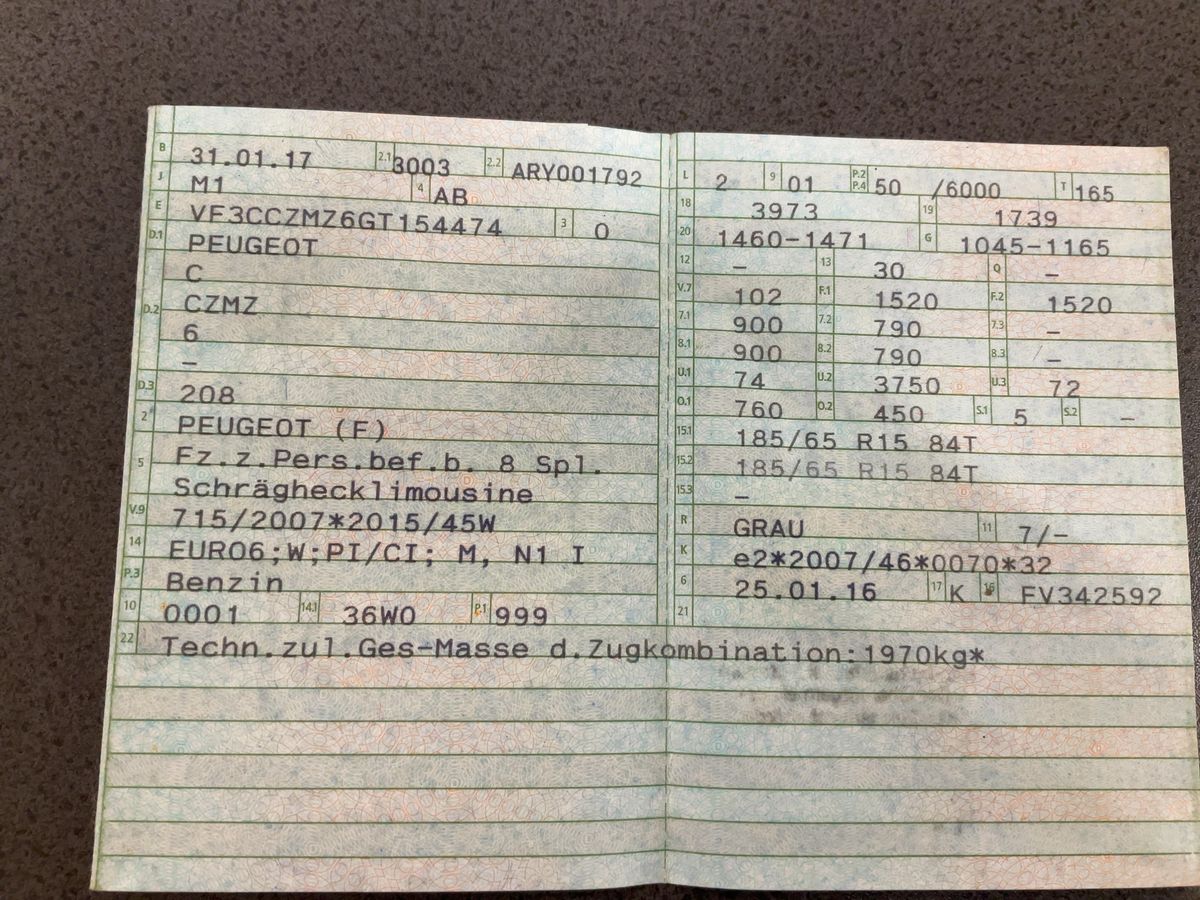 B 31.01.17 2.1 3003 2.2 ARY001792
J M1 4 AB
E VF3CCZMZ6GT154474 3 0
D.1 PEUGEOT
C
D.2 CZMZ
6
–
D.3 208
2 PEUGEOT (F)
5 Fz.z.Pers.bef.b. 8 Spl.
Schräghecklimousine
V.9 715/2007*2015/45W
14 EURO6;W;PI/CI; M, N1 I
P.3 Benzin
10 0001 14.1 36W0 P.1 999
L 2 9 01 P.2 P.4 50 /6000 T 165
18 3973 19 1739
20 1460-1471 G 1045-1165
12 – 13 30 Q –
V.7 102 F.1 1520 F.2 1520
7.1 900 7.2 790 7.3 –
8.1 900 8.2 790 8.3 –
U.1 74 U.2 3750 U.3 72
O.1 760 O.2 450 S.1 5 S.2 –
15.1 185/65 R15 84T
15.2 185/65 R15 84T
15.3 –
R GRAU 11 7/-
K e2*2007/46*0070*32
6 25.01.16 17 K 16 FV342592
21
22 Techn.zul.Ges-Masse d.Zugkombination:1970kg*